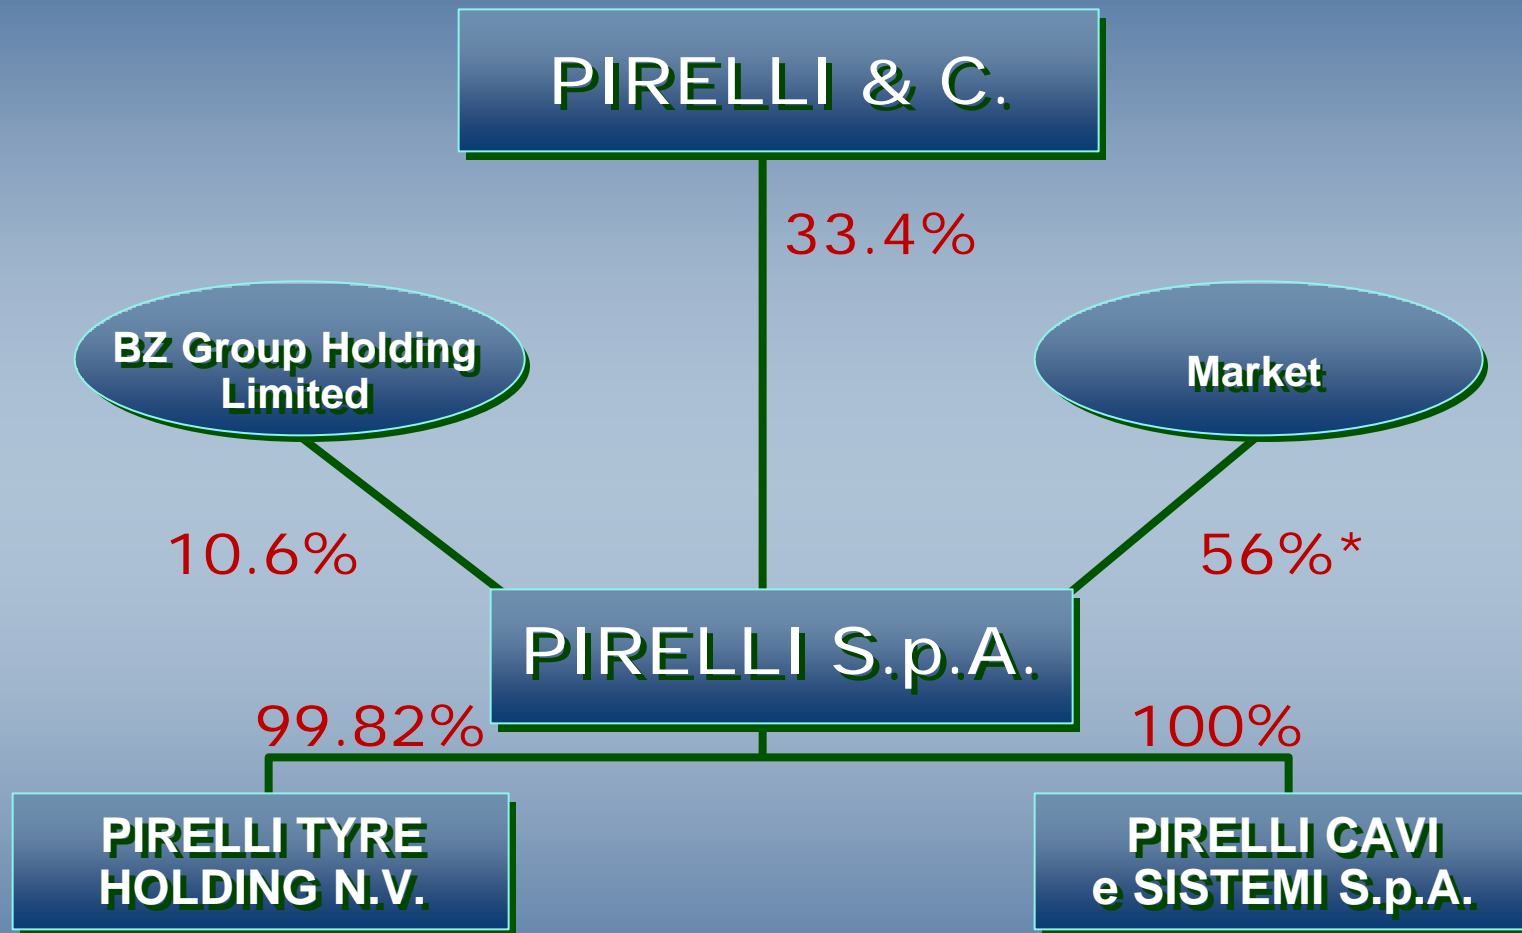 PIRELLI & C.
33.4%
BZ Group Holding
Limited
Market
10.6%
56%*
PIRELLI S.p.A.
99.82%
100%
PIRELLI TYRE
HOLDING N.V.
PIRELLI CAVI
e SISTEMI S.p.A.